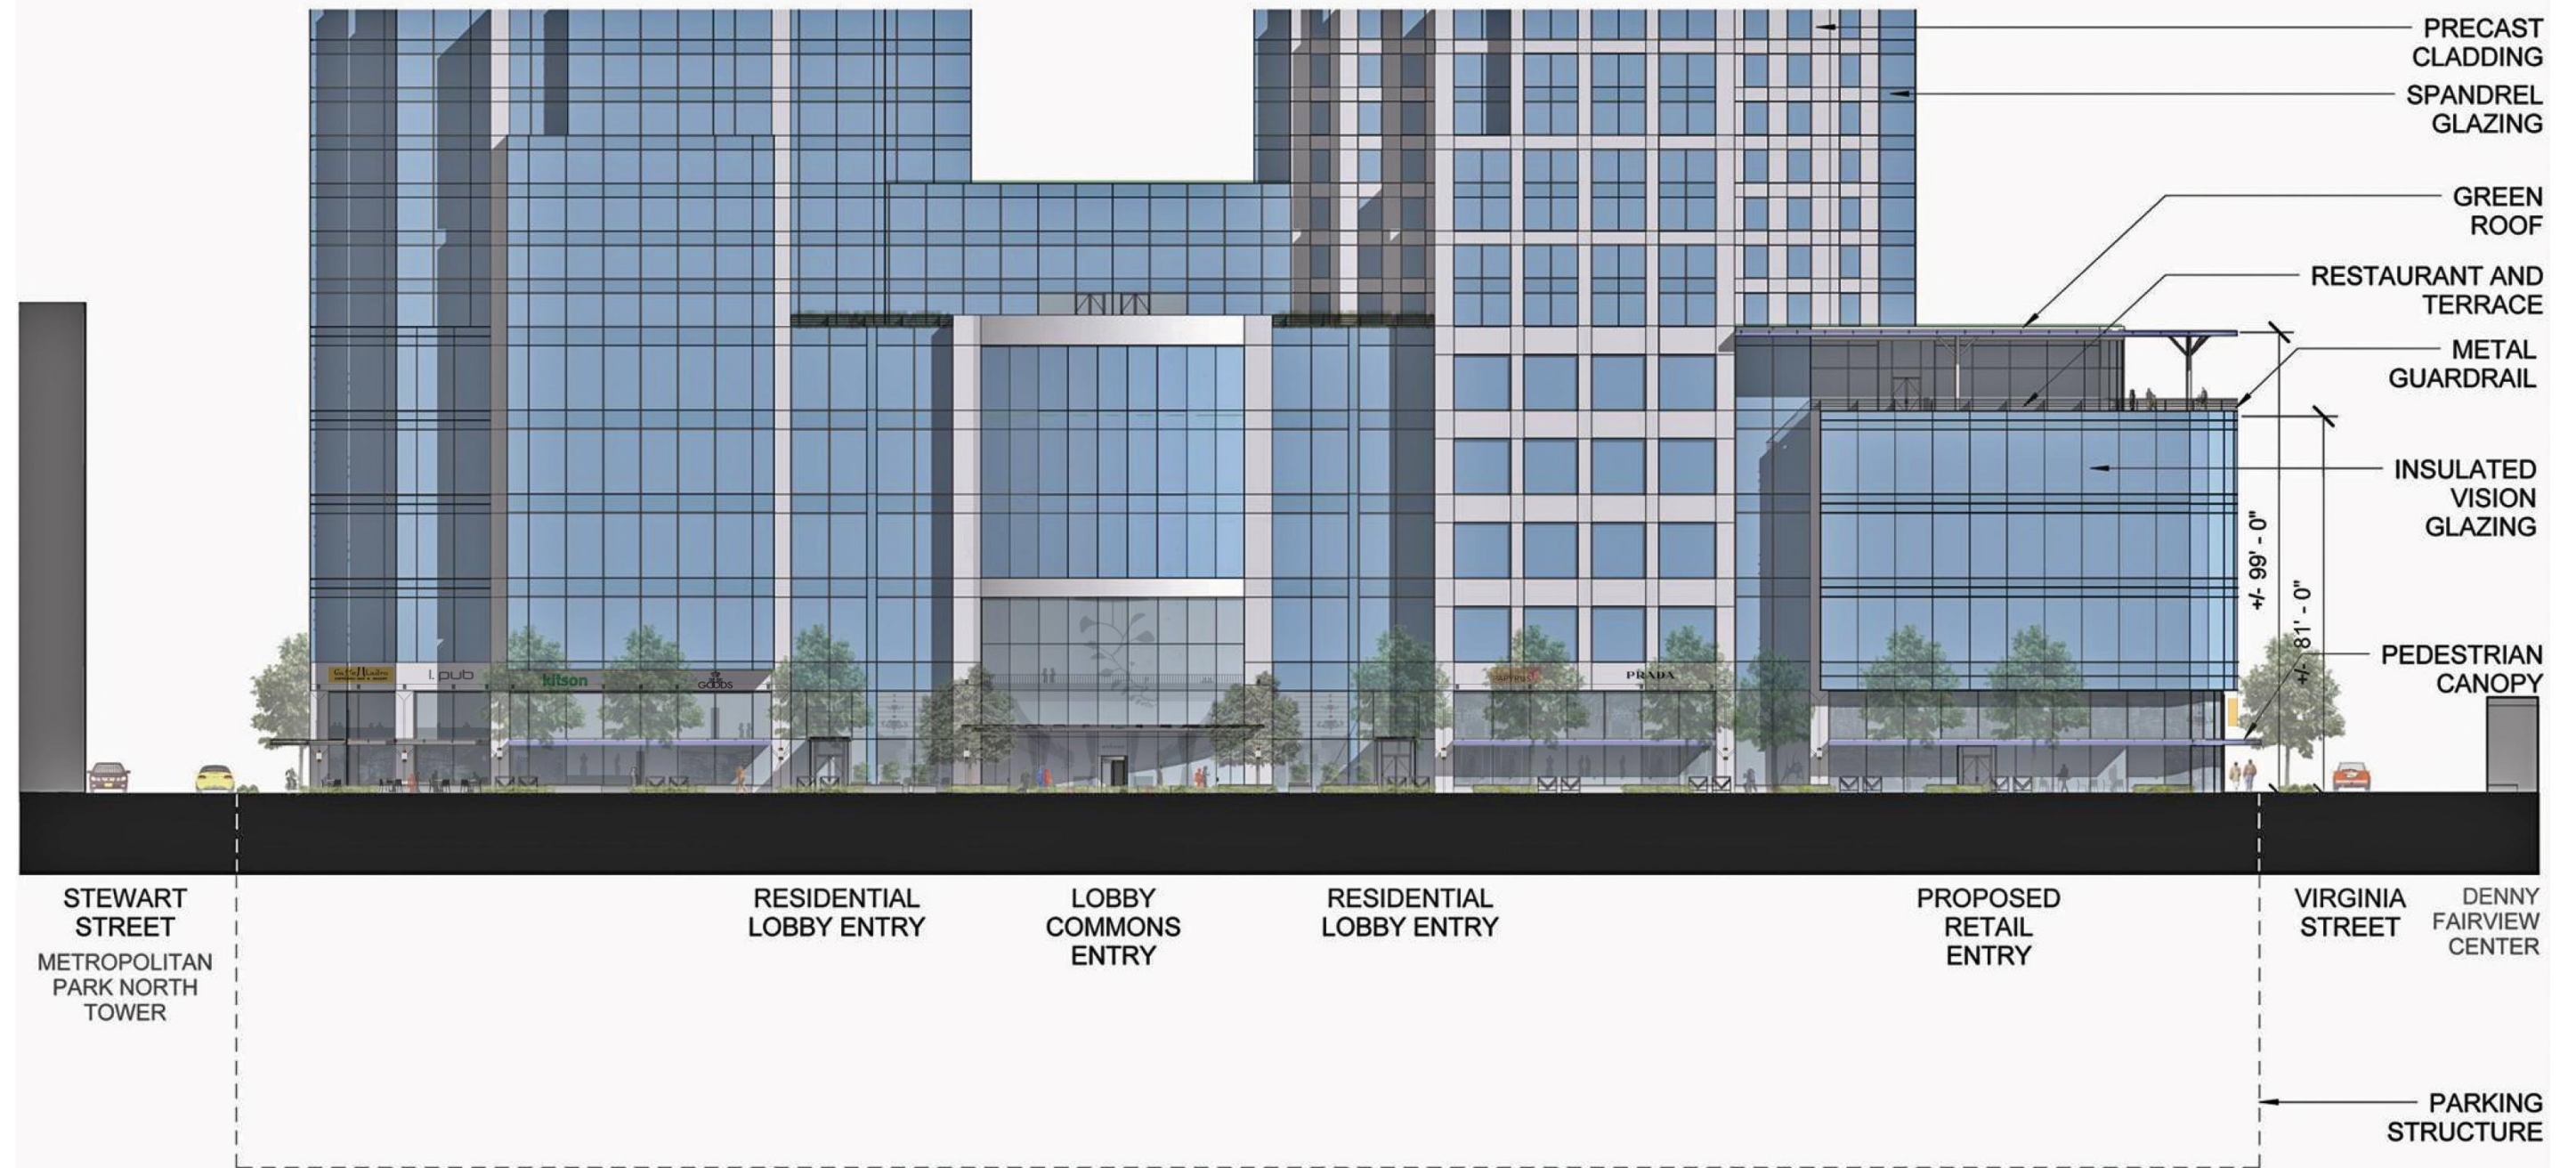 PRECAST
CLADDING
SPANDREL
GLAZING
GREEN
ROOF
RESTAURANT AND
TERRACE
METAL
GUARDRAIL
INSULATED
VISION
GLAZING
+/- 99' - 0"
+/- 81' - 0"
PEDESTRIAN
CANOPY
l. pub
kitson
GOODS
PRADA
STEWART
STREET
METROPOLITAN
PARK NORTH
TOWER
RESIDENTIAL
LOBBY ENTRY
LOBBY
COMMONS
ENTRY
RESIDENTIAL
LOBBY ENTRY
PROPOSED
RETAIL
ENTRY
VIRGINIA
STREET
DENNY
FAIRVIEW
CENTER
PARKING
STRUCTURE